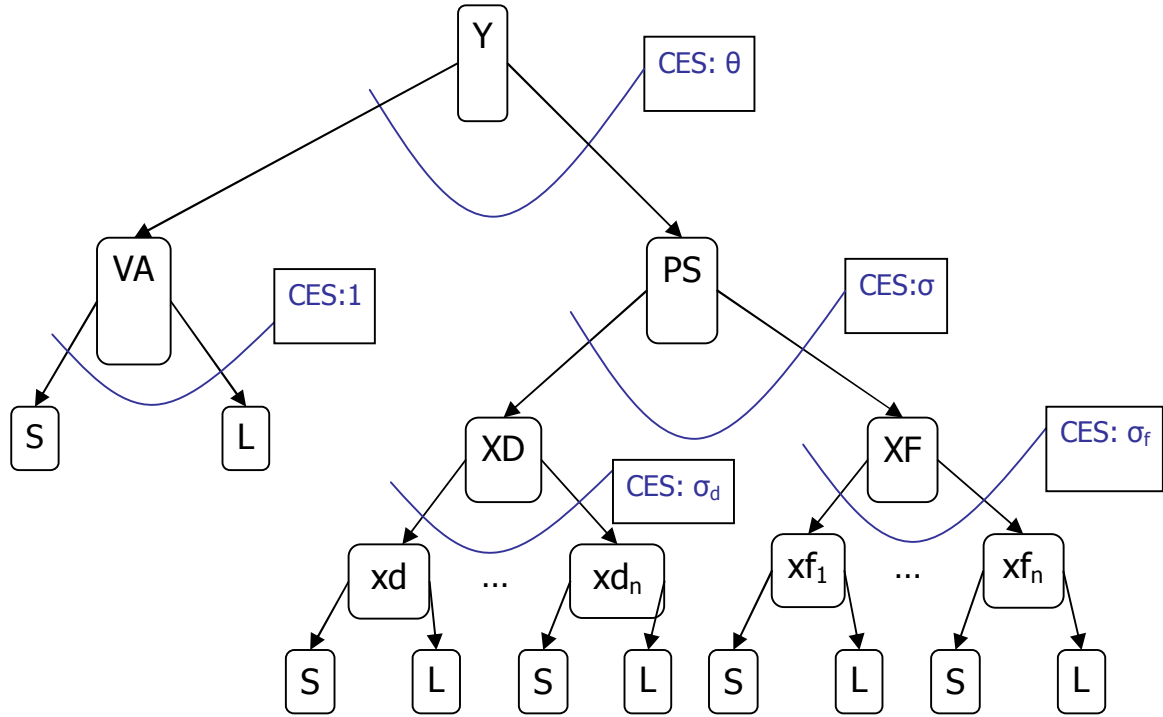 Y
CES: θ
VA
CES:1
PS
CES:σ
S
L
XD
CES: σd
XF
CES: σf
xd
...
xdn
xf1
...
xfn
S
L
S
L
S
L
S
L